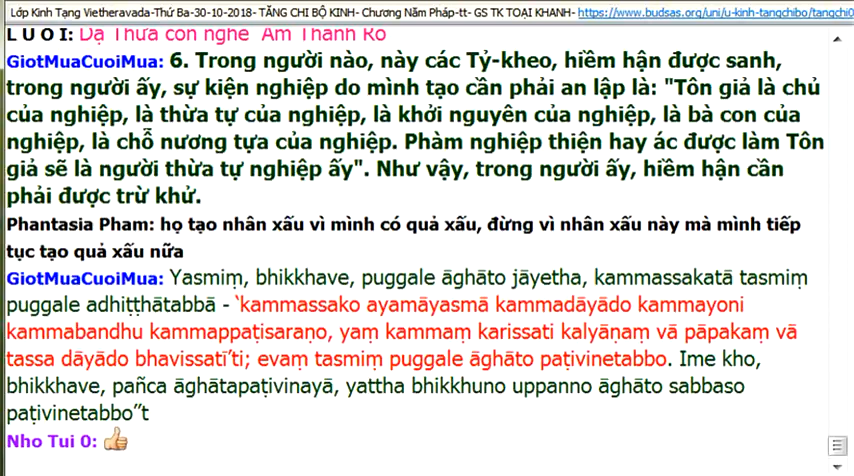 Lớp Kinh Tạng Vietheravada-Thứ Ba-30-10-2018- TĂNG CHI BỘ KINH- Chương Năm Pháp-tt- GS TK TOẠI KHANH- https://www.budsas.org/uni/u-kinh-tangchibo/tangchi0
L U O I: Dạ Thưa con nghe Âm Thanh Rõ
GiotMuaCuoiMua: 6. Trong người nào, này các Tỷ-kheo, hiềm hận được sanh,
trong người ấy, sự kiện nghiệp do mình tạo cần phải an lập là: "Tôn giả là chủ
của nghiệp, là thừa tự của nghiệp, là khởi nguyên của nghiệp, là bà con của
nghiệp, là chỗ nương tựa của nghiệp. Phàm nghiệp thiện hay ác được làm Tôn
giả sẽ là người thừa tự nghiệp ấy". Như vậy, trong người ấy, hiềm hận cần
phải được trừ khử.
Phantasia Pham: họ tạo nhân xấu vì mình có quả xấu, đừng vì nhân xấu này mà mình tiếp
tục tạo quả xấu nữa
GiotMuaCuoiMua: Yasmiṃ, bhikkhave, puggale āghāto jāyetha, kammassakatā tasmiṃ
puggale adhiṭṭhātabbā - ‘kammassako ayamāyasmā kammadāyādo kammayoni
kammabandhu kammappaṭisaraṇo, yaṃ kammaṃ karissati kalyāṇaṃ vā pāpakaṃ vā
tassa dāyādo bhavissatī’ti; evaṃ tasmiṃ puggale āghāto paṭivinetabbo. Ime kho,
bhikkhave, pañca āghātapaṭivinayā, yattha bhikkhuno uppanno āghāto sabbaso
paṭivinetabbo”t
Nho Tui 0: